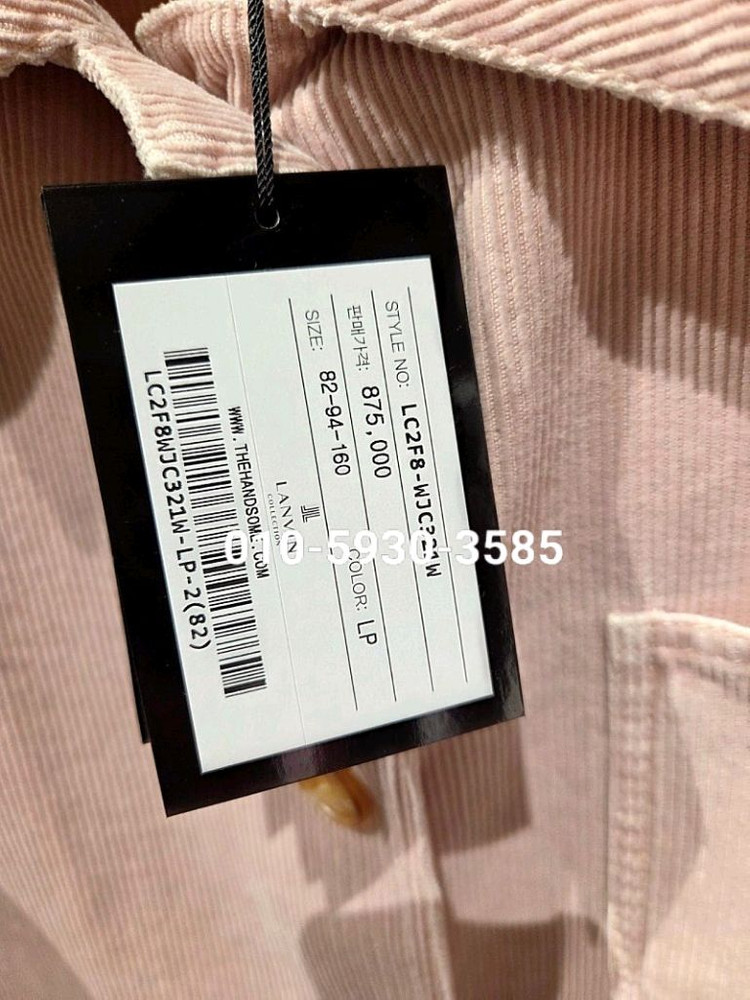 STYLE NO: LC2F8-WJC321W
판매가격: 875,000
SIZE: 82-94-160 COLOR: LP
LANVIN
COLLECTION
WWW.THEHANDSOME.COM
LC2F8WJC321W-LP-2(82)
010-5930-3585